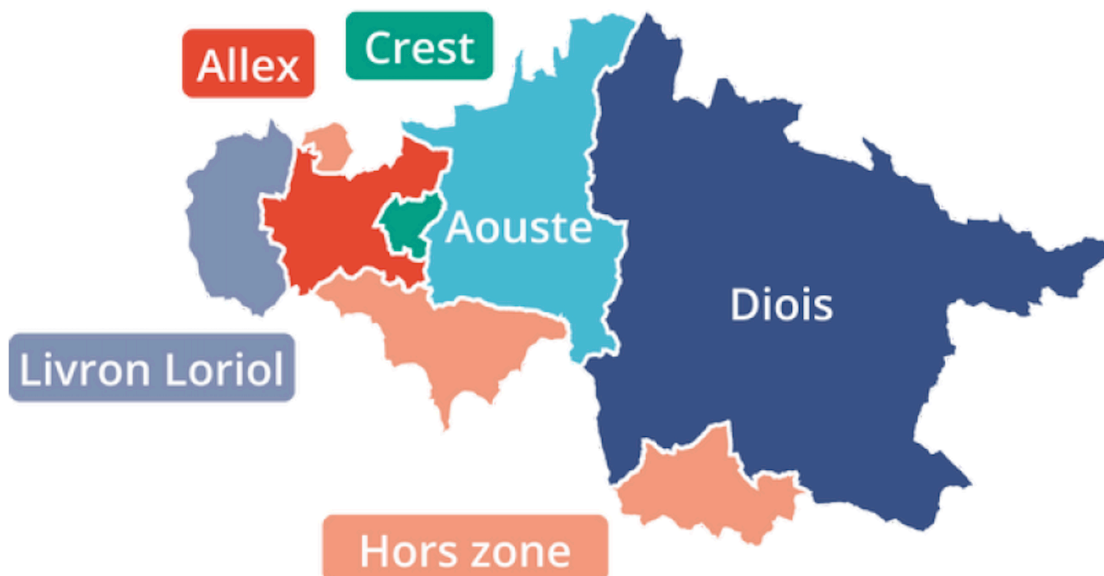 Crest
Allex
Aouste
Diois
Livron Loriol
Hors zone